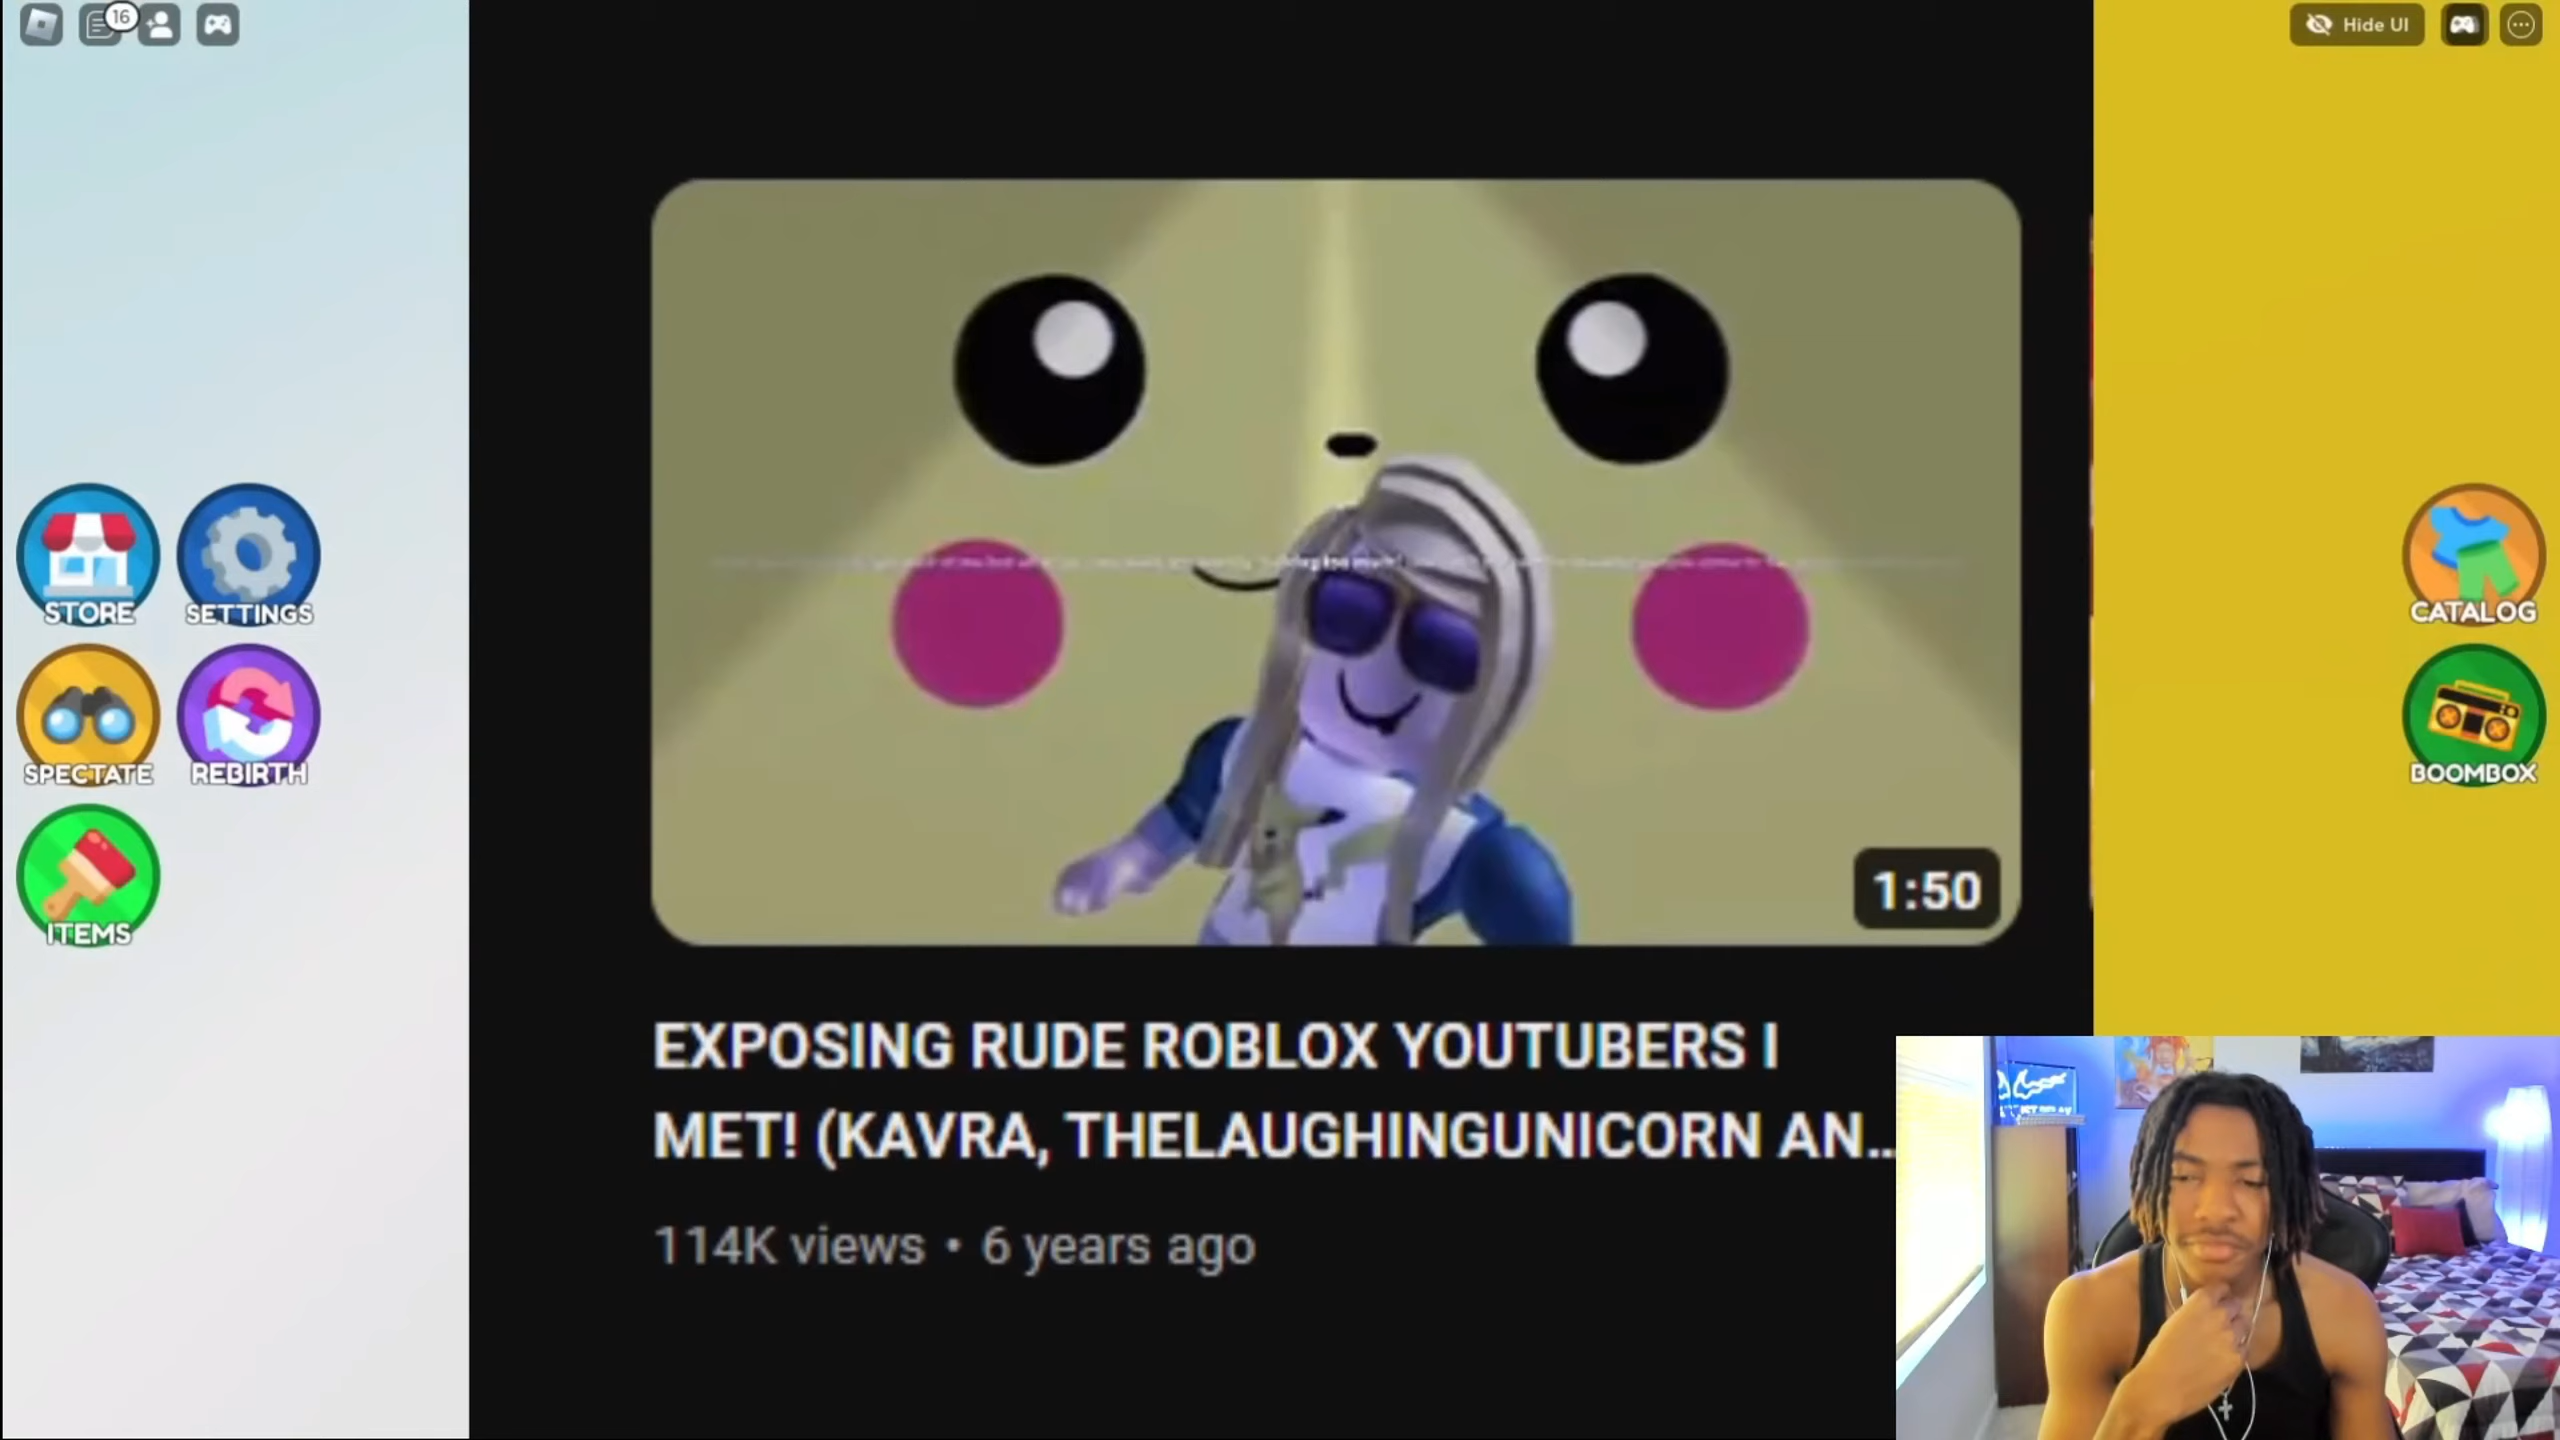 16
Hide UI
STORE
SETTINGS
SPECTATE
REBIRTH
ITEMS
CATALOG
BOOMBOX
1:50
EXPOSING RUDE ROBLOX YOUTUBERS I
MET! (KAVRA, THELAUGHINGUNICORN AN...
114K views • 6 years ago